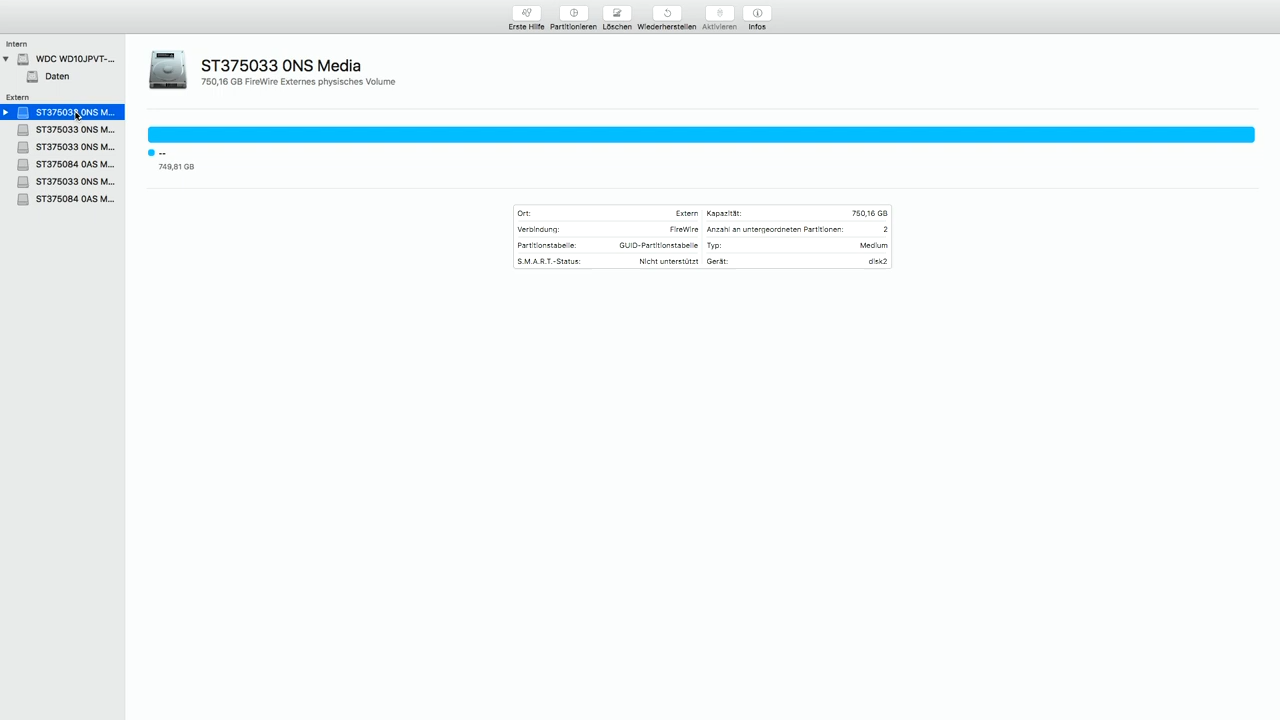 Erste Hilfe Partitionieren Löschen Wiederherstellen Aktivieren Infos
Intern
WDC WD10JPVT-...
Daten
Extern
ST375033 0NS M...
ST375033 0NS M...
ST375033 0NS M...
ST375084 0AS M...
ST375033 0NS M...
ST375084 0AS M...
ST375033 0NS Media
750,16 GB FireWire Externes physisches Volume
--
749,81 GB
Ort: Extern Kapazität: 750,16 GB
Verbindung: FireWire Anzahl an untergeordneten Partitionen: 2
Partitionstabelle: GUID-Partitionstabelle Typ: Medium
S.M.A.R.T.-Status: Nicht unterstützt Gerät: disk2